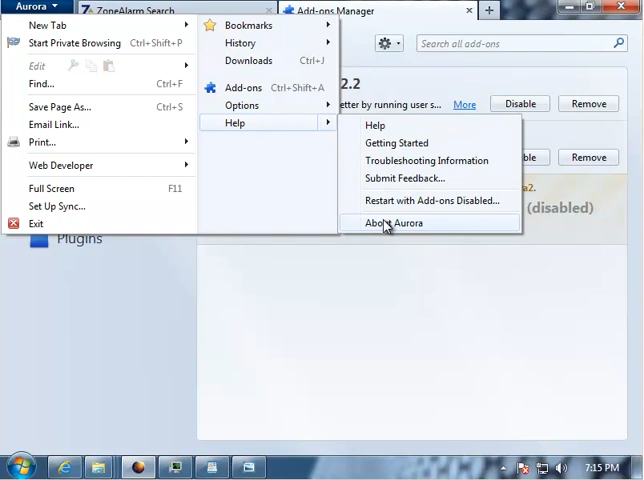 Aurora
ZoneAlarm Search
Add-ons Manager
New Tab
Start Private Browsing Ctrl+Shift+P
Edit
Find... Ctrl+F
Save Page As... Ctrl+S
Email Link...
Print...
Web Developer
Full Screen F11
Set Up Sync...
Exit
Bookmarks
History
Downloads Ctrl+J
Add-ons Ctrl+Shift+A
Options
Help
Help
Getting Started
Troubleshooting Information
Submit Feedback...
Restart with Add-ons Disabled...
About Aurora
Search all add-ons
2.2
etter by running user s... More Disable Remove
ble Remove
a2.
(disabled)
Plugins
7:15 PM